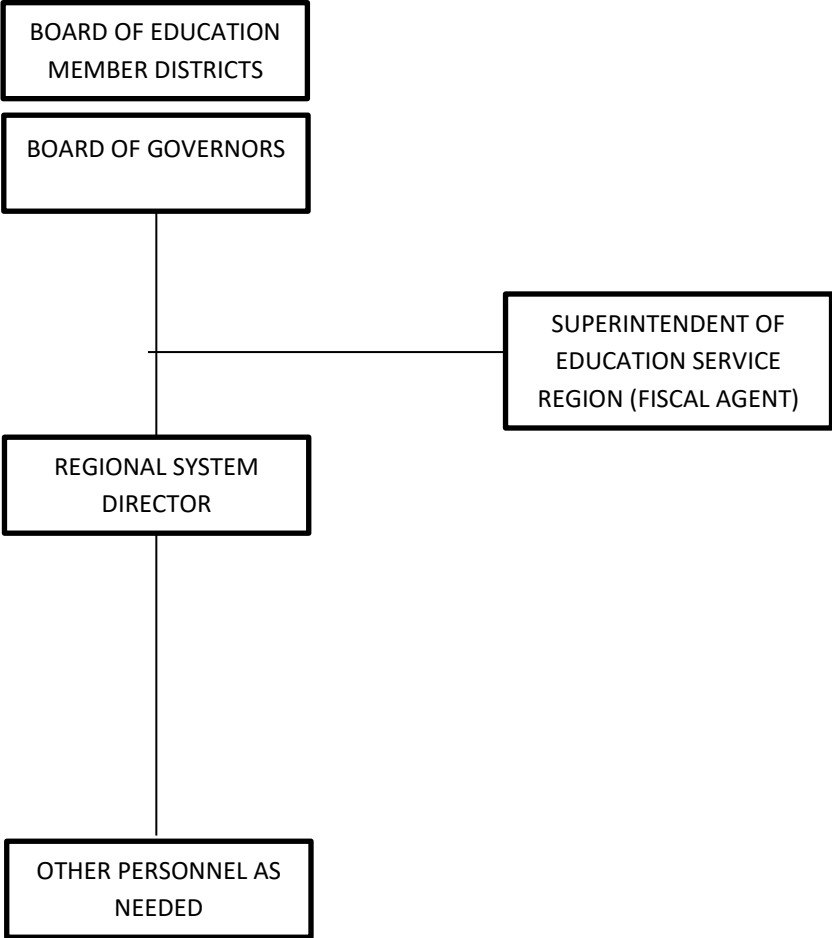 BOARD OF EDUCATION
MEMBER DISTRICTS
BOARD OF GOVERNORS
SUPERINTENDENT OF
EDUCATION SERVICE
REGION (FISCAL AGENT)
REGIONAL SYSTEM
DIRECTOR
OTHER PERSONNEL AS
NEEDED